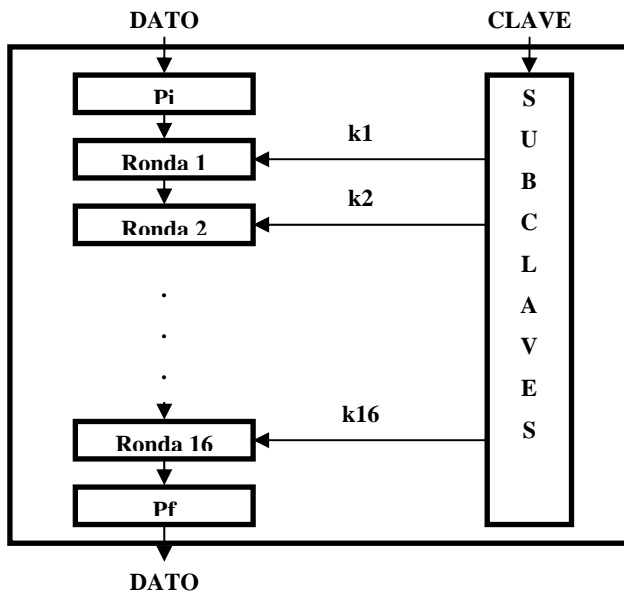 DATO
CLAVE
Pi
Ronda 1
k1
Ronda 2
k2
.
.
.
.
Ronda 16
k16
Pf
DATO
S
U
B
C
L
A
V
E
S